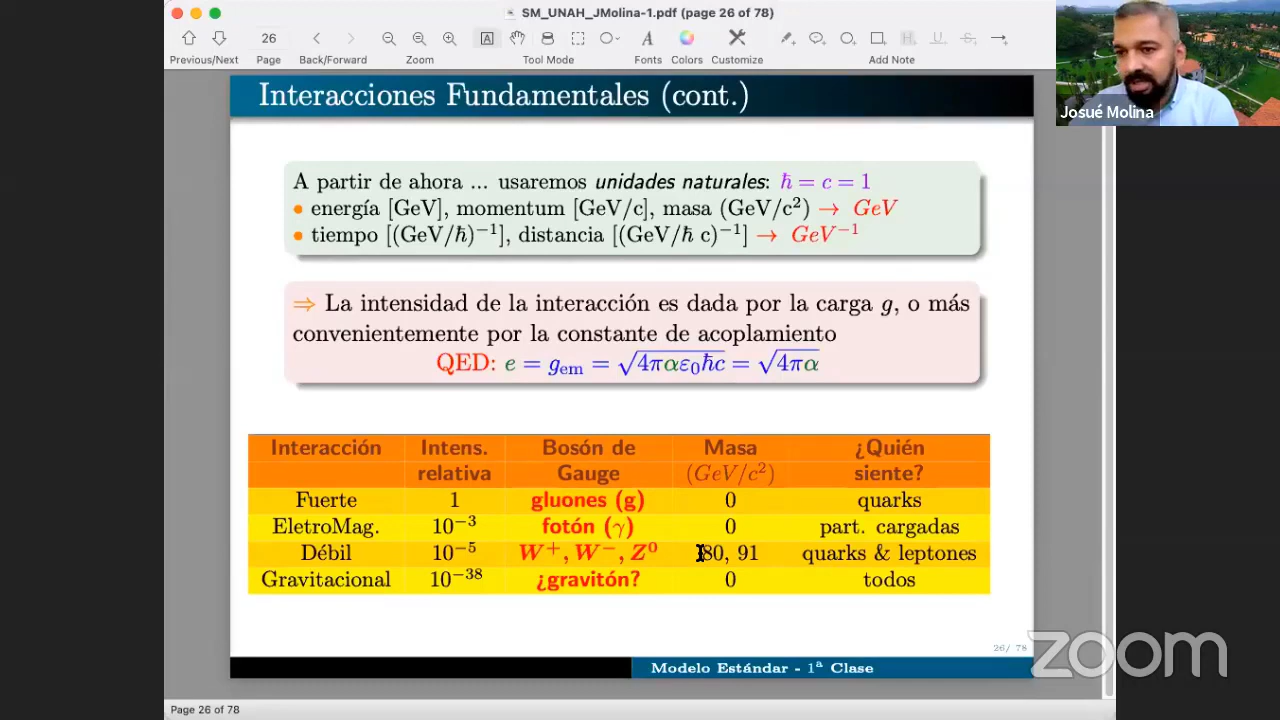 SM_UNAH_JMolina-1.pdf (page 26 of 78)
26
Previous/Next Page Back/Forward Zoom Tool Mode Fonts Colors Customize Add Note
Josué Molina
Interacciones Fundamentales (cont.)
A partir de ahora ... usaremos unidades naturales: ℏ = c = 1
• energía [GeV], momentum [GeV/c], masa (GeV/c²) → GeV
• tiempo [(GeV/ℏ)⁻¹], distancia [(GeV/ℏ c)⁻¹] → GeV⁻¹
⇒ La intensidad de la interacción es dada por la carga g, o más
convenientemente por la constante de acoplamiento
QED: e = g_em = √(4παε₀ℏc) = √(4πα)
Interacción Intens. Bosón de Masa ¿Quién
relativa Gauge (GeV/c²) siente?
Fuerte 1 gluones (g) 0 quarks
EletroMag. 10⁻³ fotón (γ) 0 part. cargadas
Débil 10⁻⁵ W⁺, W⁻, Z⁰ 80, 91 quarks & leptones
Gravitacional 10⁻³⁸ ¿gravitón? 0 todos
26/ 78
Modelo Estándar - 1ª Clase
zoom
Page 26 of 78